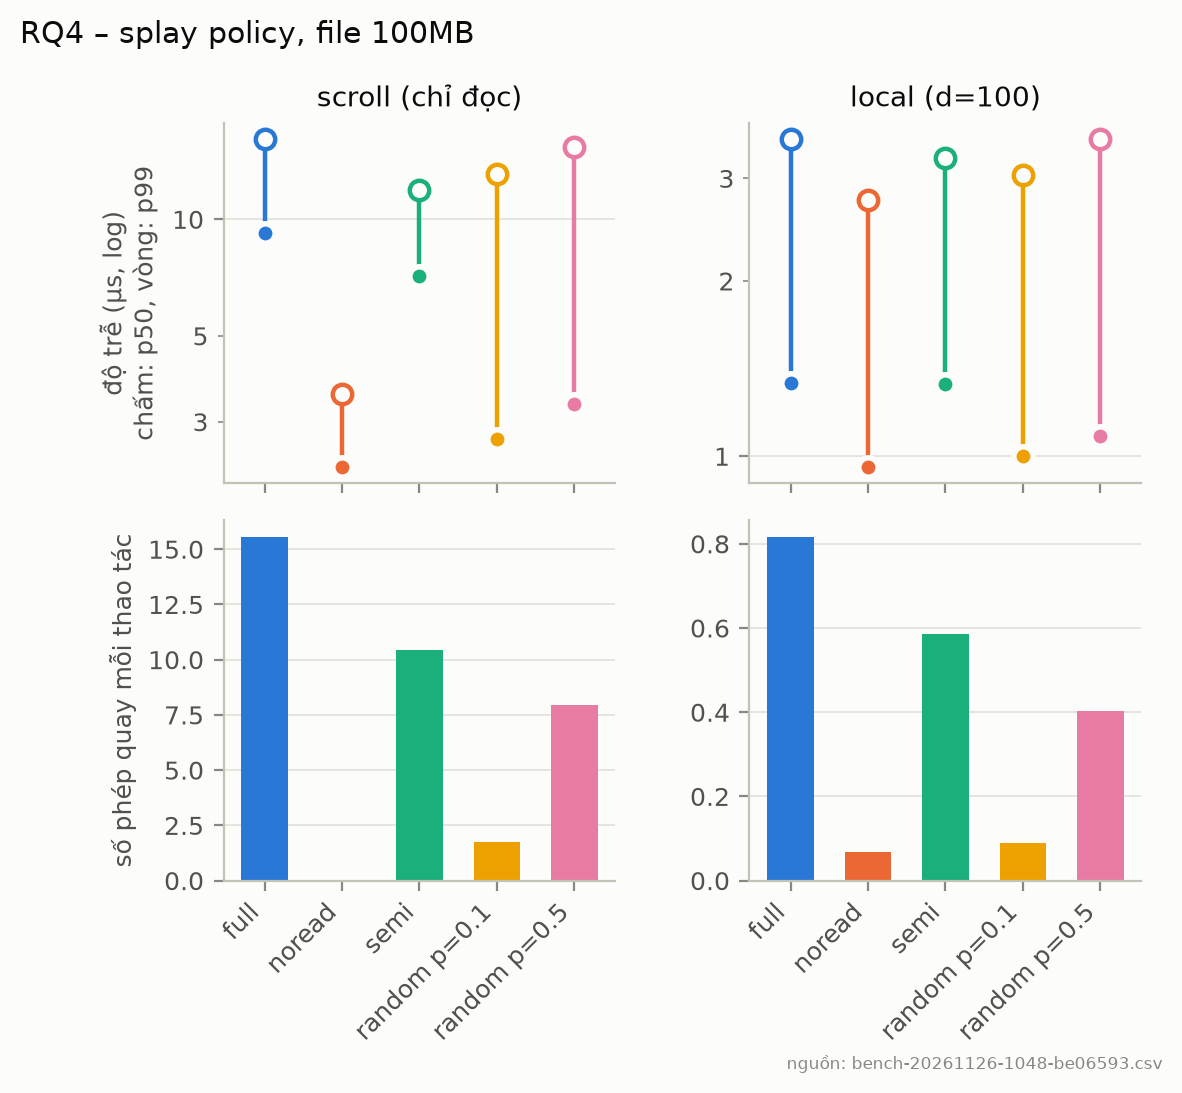 RQ4 – splay policy, file 100MB
scroll (chỉ đọc)
local (d=100)
độ trễ (µs, log)
chấm: p50, vòng: p99
10
5
3
3
2
1
số phép quay mỗi thao tác
15.0
12.5
10.0
7.5
5.0
2.5
0.0
0.8
0.6
0.4
0.2
0.0
full
noread
semi
random p=0.1
random p=0.5
full
noread
semi
random p=0.1
random p=0.5
nguồn: bench-20261126-1048-be06593.csv